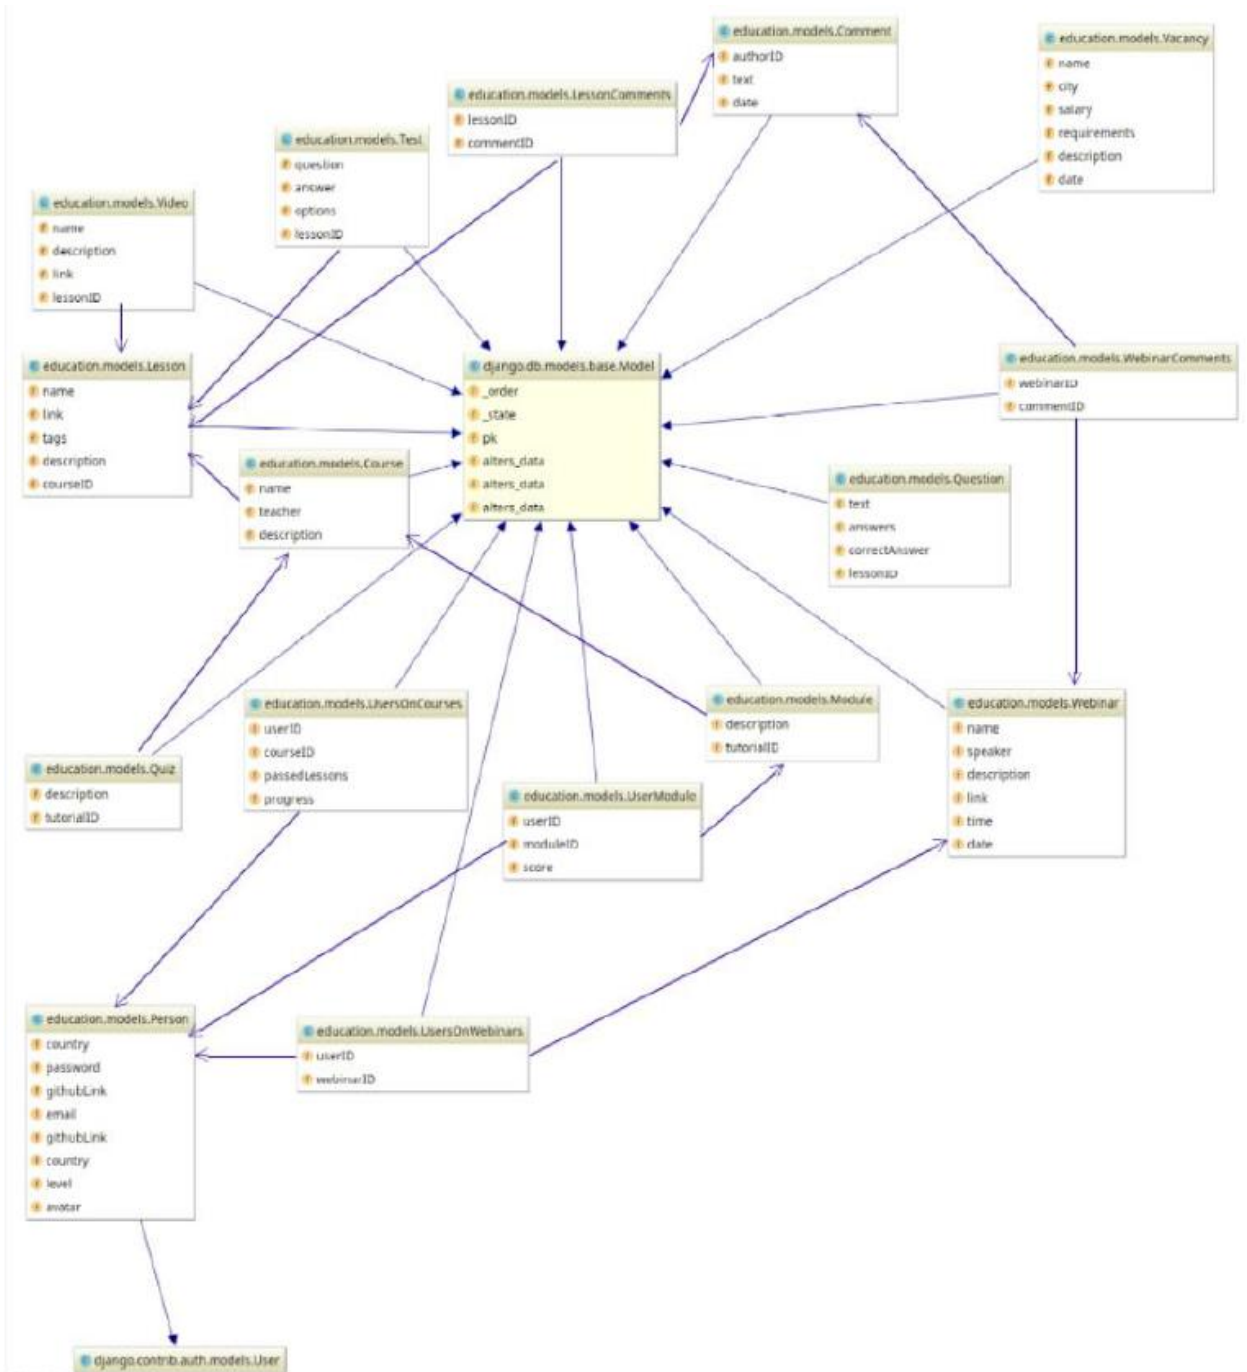 education.models.Comment
authorID
text
date
education.models.Vacancy
name
city
salary
requirements
description
date
education.models.LessonComments
lessonID
commentID
education.models.Test
question
answer
options
lessonID
education.models.Video
name
description
link
lessonID
education.models.Lesson
name
link
tags
description
courseID
django.db.models.base.Model
_order
_state
pk
alters_data
alters_data
alters_data
education.models.WebinarComments
webinarID
commentID
education.models.Course
name
teacher
description
education.models.Question
text
answers
correctAnswer
lessonID
education.models.UsersOnCourses
userID
courseID
passedLessons
progress
education.models.Module
description
tutorialID
education.models.Webinar
name
speaker
description
link
time
date
education.models.Quiz
description
tutorialID
education.models.UserModule
userID
moduleID
score
education.models.Person
country
password
githubLink
email
githubLink
country
level
avatar
education.models.UsersOnWebinars
userID
webinarID
django.contrib.auth.models.User